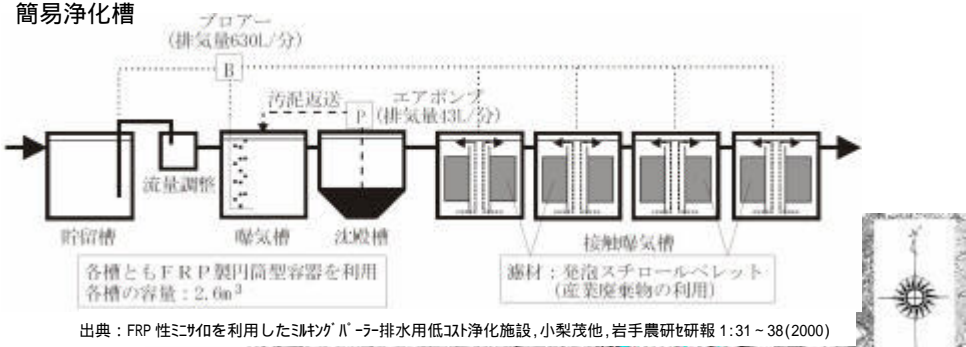 簡易浄化槽
ブロアー
(排気量630L/分)
B
汚泥返送
エアポンプ
P (排気量43L/分)
流量調整
貯留槽
曝気槽
沈殿槽
接触曝気槽
各槽ともFRP製円筒型容器を利用
各槽の容量:2.6m³
濾材:発泡スチロールペレット
(産業廃棄物の利用)
出典:FRP 性ミニサイロを利用したミルキングパーラー排水用低コスト浄化施設,小梨茂他,岩手農研セ研報 1:31~38(2000)